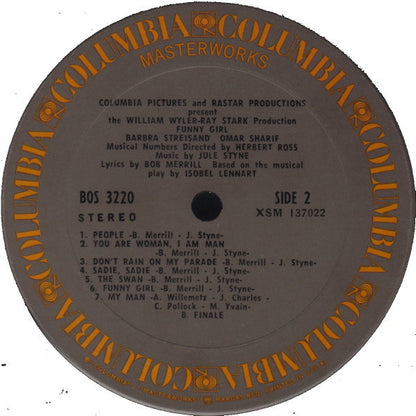 COLUMBIA COLUMBIA COLUMBIA COLUMBIA COLUMBIA COLUMBIA
MASTERWORKS
COLUMBIA PICTURES and RASTAR PRODUCTIONS
present
the WILLIAM WYLER-RAY STARK Production
FUNNY GIRL
BARBRA STREISAND OMAR SHARIF
Musical Numbers Directed by HERBERT ROSS
Music by JULE STYNE
Lyrics by BOB MERRILL Based on the musical
play by ISOBEL LENNART
BOS 3220 SIDE 2
STEREO XSM 137022
1. PEOPLE -B. Merrill - J. Styne-
2. YOU ARE WOMAN, I AM MAN
-B. Merrill - J. Styne-
3. DON'T RAIN ON MY PARADE -B. Merrill - J. Styne-
4. SADIE, SADIE -B. Merrill - J. Styne-
5. THE SWAN -B. Merrill - J. Styne-
6. FUNNY GIRL -B. Merrill - J. Styne-
7. MY MAN -A. Willemetz - J. Charles -
C. Pollock - M. Yvain-
8. FINALE